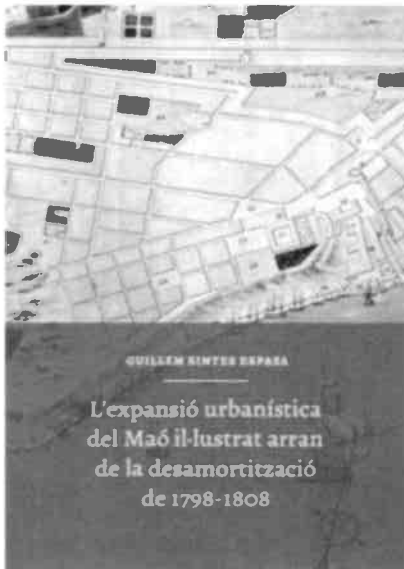 GUILLEM SINTES ESPASA
L'expansió urbanística
del Maó il·lustrat arran
de la desamortització
de 1798-1808